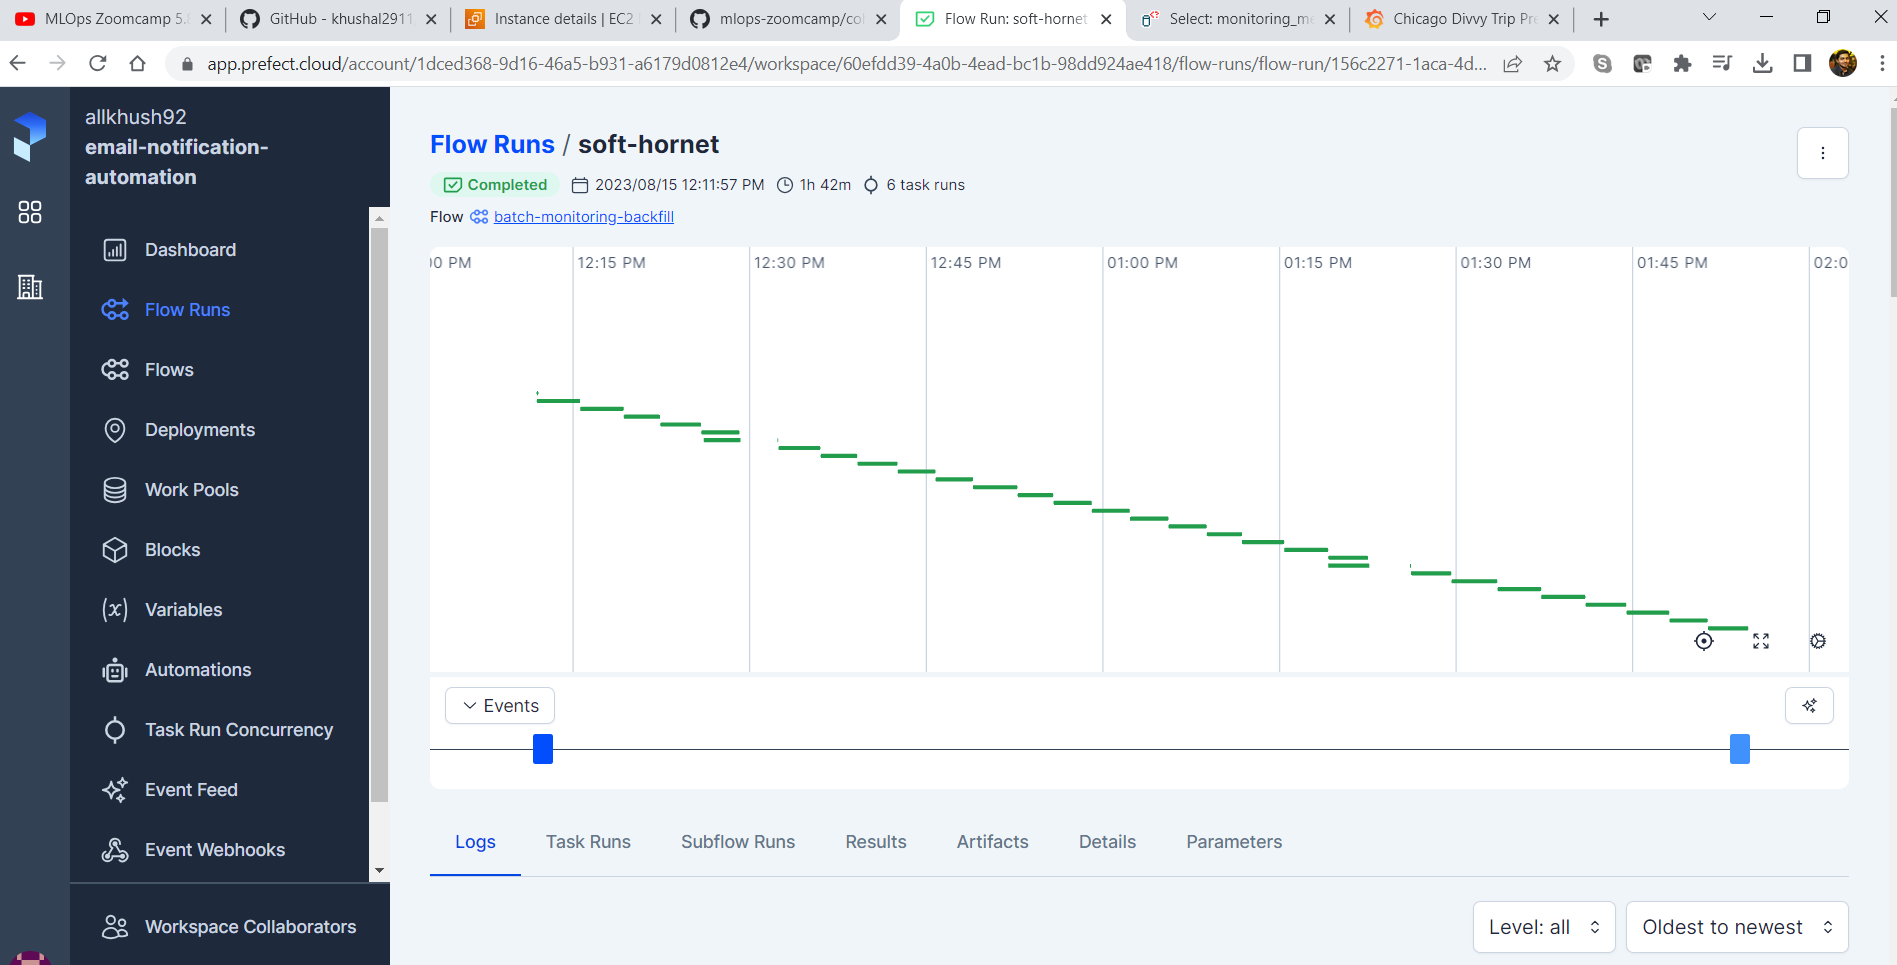 MLOps Zoomcamp 5.
GitHub - khushal2911
Instance details | EC2
mlops-zoomcamp/co
Flow Run: soft-hornet
Select: monitoring_m
Chicago Divvy Trip Pr
app.prefect.cloud/account/1dced368-9d16-46a5-b931-a6179d0812e4/workspace/60efdd39-4a0b-4ead-bc1b-98dd924ae418/flow-runs/flow-run/156c2271-1aca-4d...
allkhush92
email-notification-
automation
Dashboard
Flow Runs
Flows
Deployments
Work Pools
Blocks
Variables
Automations
Task Run Concurrency
Event Feed
Event Webhooks
Workspace Collaborators
Flow Runs / soft-hornet
Completed 2023/08/15 12:11:57 PM 1h 42m 6 task runs
Flow batch-monitoring-backfill
0 PM 12:15 PM 12:30 PM 12:45 PM 01:00 PM 01:15 PM 01:30 PM 01:45 PM 02:0
Events
Logs Task Runs Subflow Runs Results Artifacts Details Parameters
Level: all Oldest to newest